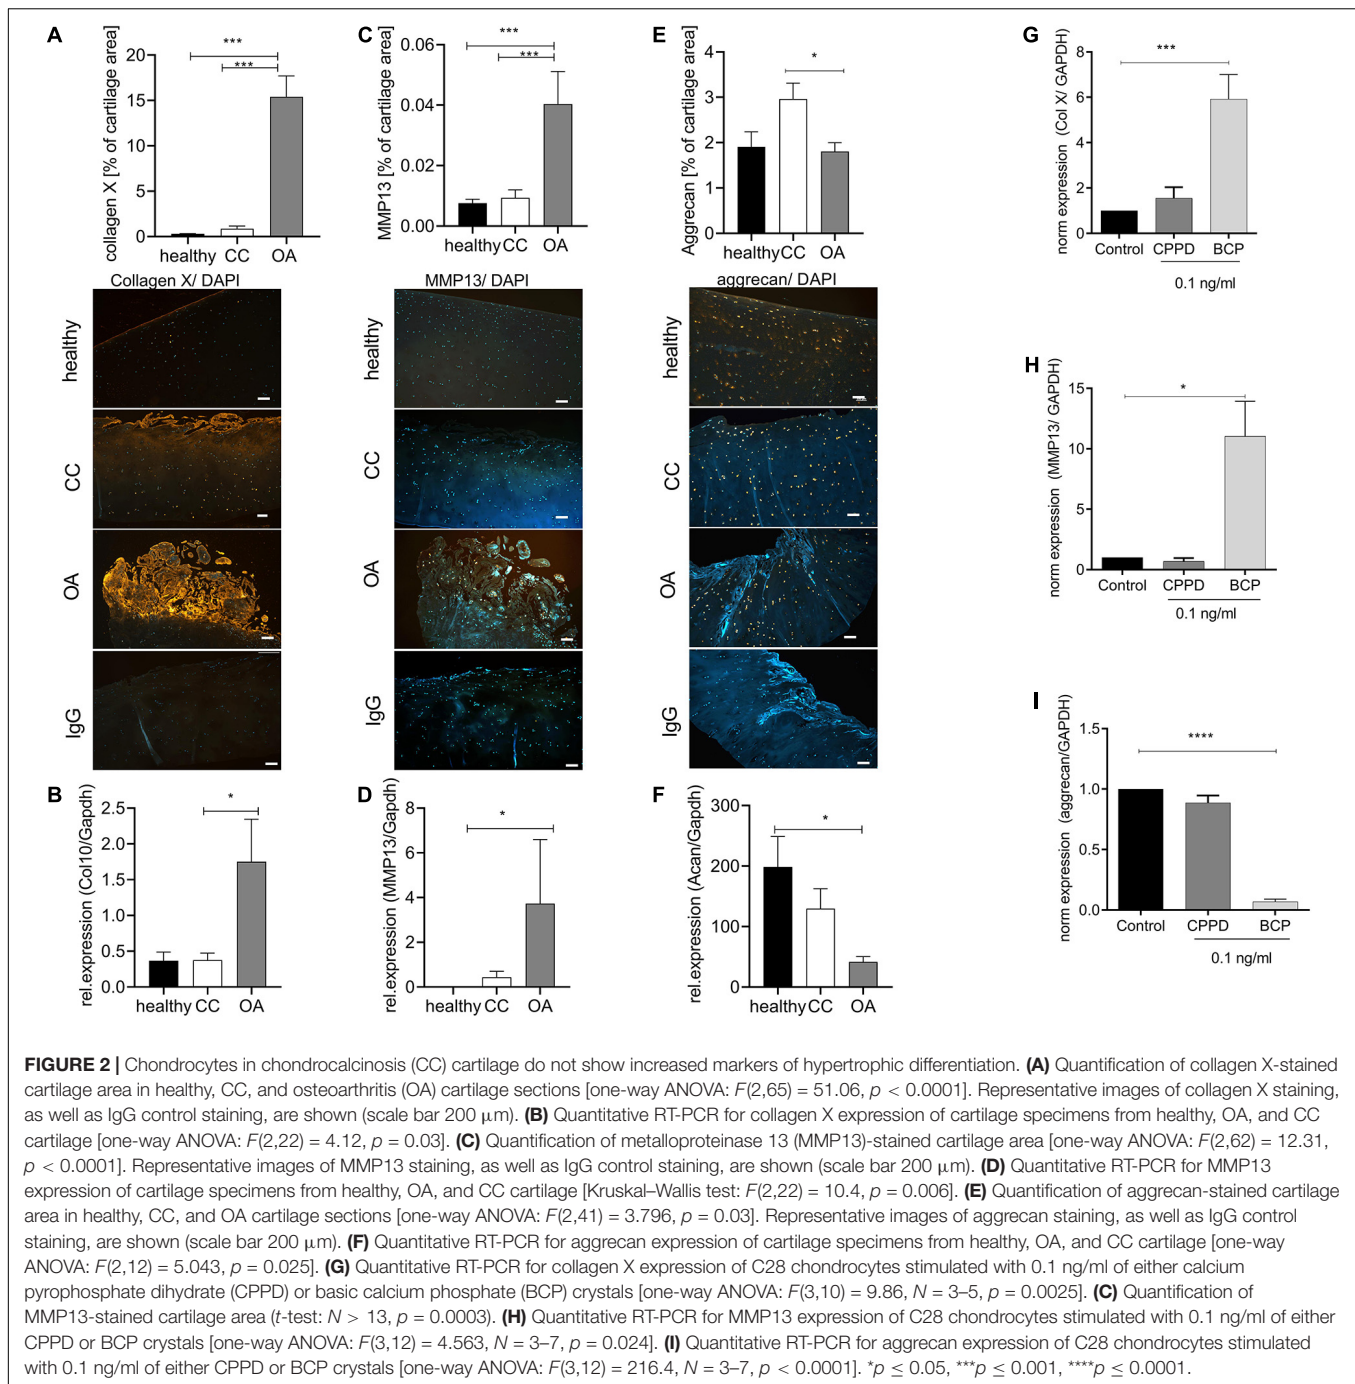 A
***
***
collagen X [% of cartilage area]
20
15
10
5
0
healthy CC OA
C
***
***
MMP13 [% of cartilage area]
0.06
0.04
0.02
0.00
healthy CC OA
E
*
Aggrecan [% of cartilage area]
4
3
2
1
0
healthy CC OA
G
***
norm expression (Col X/ GAPDH)
10
8
6
4
2
0
Control CPPD BCP
0.1 ng/ml
Collagen X/ DAPI
healthy
CC
OA
IgG
MMP13/ DAPI
healthy
CC
OA
IgG
aggrecan/ DAPI
healthy
CC
OA
IgG
H
*
norm expression (MMP13/ GAPDH)
15
10
5
0
Control CPPD BCP
0.1 ng/ml
I
****
norm expression (aggrecan/GAPDH)
1.5
1.0
0.5
0.0
Control CPPD BCP
0.1 ng/ml
B
*
rel.expression (Col10/Gapdh)
2.5
2.0
1.5
1.0
0.5
0.0
healthy CC OA
D
*
rel.expression (MMP13/Gapdh)
8
6
4
2
0
healthy CC OA
F
*
rel.expression (Acan/Gapdh)
300
200
100
0
healthy CC OA
FIGURE 2 | Chondrocytes in chondrocalcinosis (CC) cartilage do not show increased markers of hypertrophic differentiation. (A) Quantification of collagen X-stained
cartilage area in healthy, CC, and osteoarthritis (OA) cartilage sections [one-way ANOVA: F(2,65) = 51.06, p < 0.0001]. Representative images of collagen X staining,
as well as IgG control staining, are shown (scale bar 200 μm). (B) Quantitative RT-PCR for collagen X expression of cartilage specimens from healthy, OA, and CC
cartilage [one-way ANOVA: F(2,22) = 4.12, p = 0.03]. (C) Quantification of metalloproteinase 13 (MMP13)-stained cartilage area [one-way ANOVA: F(2,62) = 12.31,
p < 0.0001]. Representative images of MMP13 staining, as well as IgG control staining, are shown (scale bar 200 μm). (D) Quantitative RT-PCR for MMP13
expression of cartilage specimens from healthy, OA, and CC cartilage [Kruskal–Wallis test: F(2,22) = 10.4, p = 0.006]. (E) Quantification of aggrecan-stained cartilage
area in healthy, CC, and OA cartilage sections [one-way ANOVA: F(2,41) = 3.796, p = 0.03]. Representative images of aggrecan staining, as well as IgG control
staining, are shown (scale bar 200 μm). (F) Quantitative RT-PCR for aggrecan expression of cartilage specimens from healthy, OA, and CC cartilage [one-way
ANOVA: F(2,12) = 5.043, p = 0.025]. (G) Quantitative RT-PCR for collagen X expression of C28 chondrocytes stimulated with 0.1 ng/ml of either calcium
pyrophosphate dihydrate (CPPD) or basic calcium phosphate (BCP) crystals [one-way ANOVA: F(3,10) = 9.86, N = 3–5, p = 0.0025]. (C) Quantification of
MMP13-stained cartilage area (t-test: N > 13, p = 0.0003). (H) Quantitative RT-PCR for MMP13 expression of C28 chondrocytes stimulated with 0.1 ng/ml of either
CPPD or BCP crystals [one-way ANOVA: F(3,12) = 4.563, N = 3–7, p = 0.024]. (I) Quantitative RT-PCR for aggrecan expression of C28 chondrocytes stimulated
with 0.1 ng/ml of either CPPD or BCP crystals [one-way ANOVA: F(3,12) = 216.4, N = 3–7, p < 0.0001]. *p ≤ 0.05, ***p ≤ 0.001, ****p ≤ 0.0001.